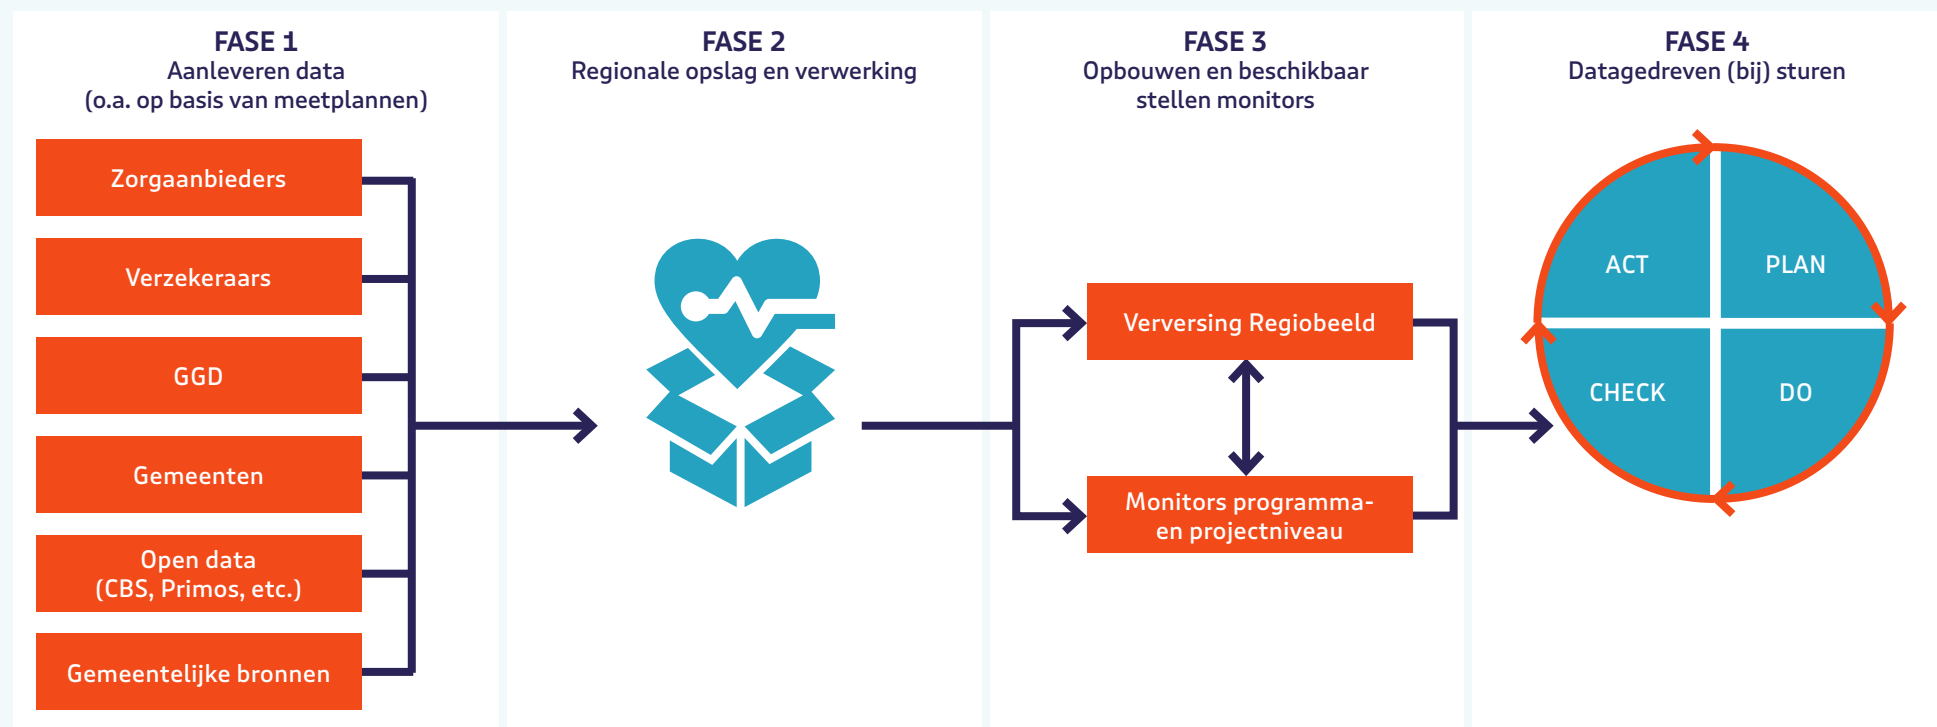 FASE 1
Aanleveren data
(o.a. op basis van meetplannen)
Zorgaanbieders
Verzekeraars
GGD
Gemeenten
Open data
(CBS, Primos, etc.)
Gemeentelijke bronnen
FASE 2
Regionale opslag en verwerking
FASE 3
Opbouwen en beschikbaar
stellen monitors
Verversing Regiobeeld
Monitors programma-
en projectniveau
FASE 4
Datagedreven (bij) sturen
ACT
PLAN
CHECK
DO